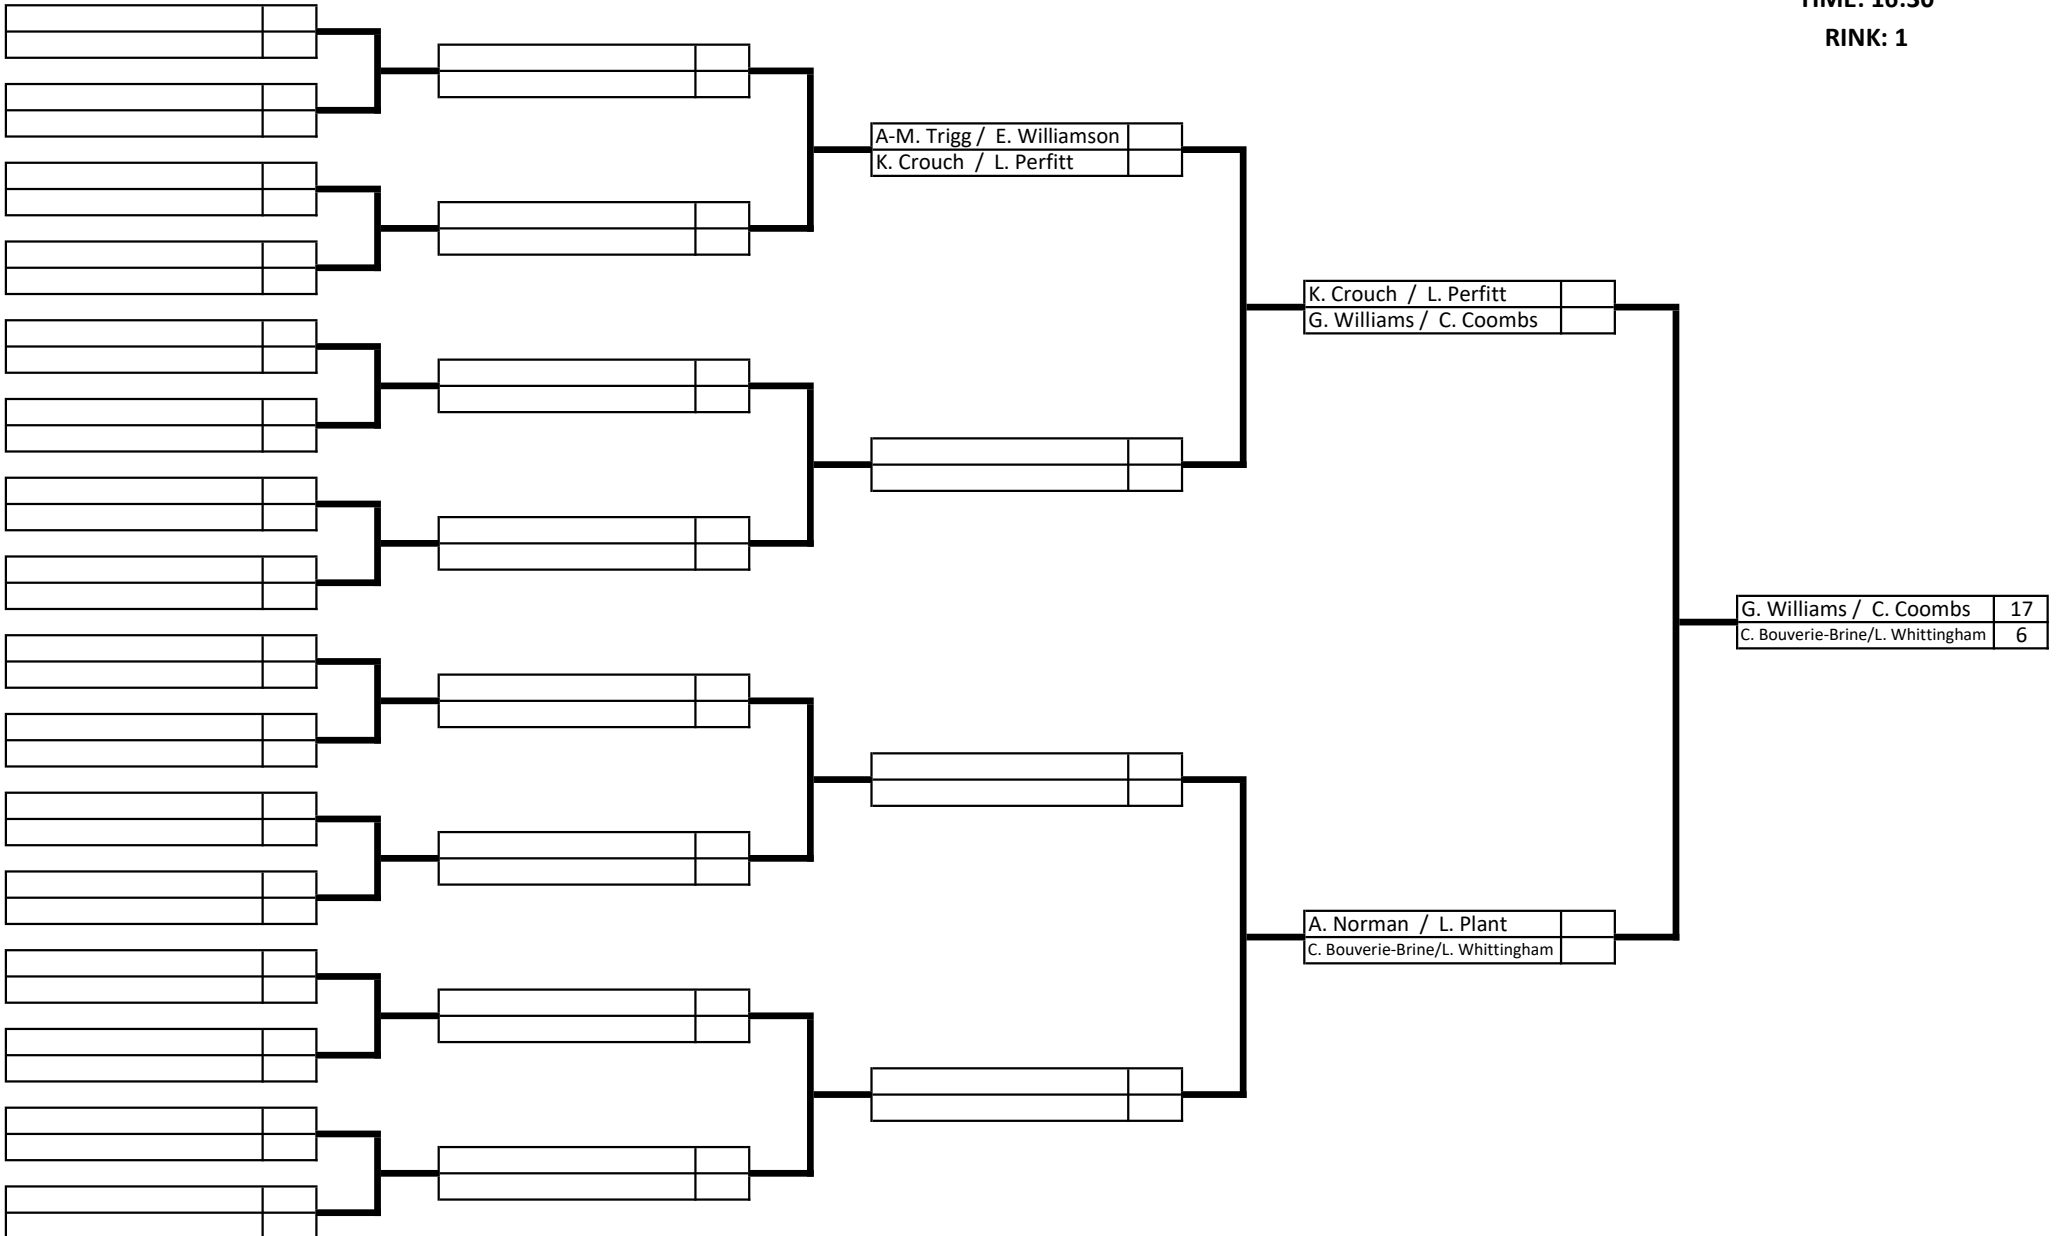 TIME: 16:30
RINK: 1
A-M. Trigg / E. Williamson
K. Crouch / L. Perfitt
K. Crouch / L. Perfitt
G. Williams / C. Coombs
G. Williams / C. Coombs 17
C. Bouverie-Brine/L. Whittingham 6
A. Norman / L. Plant
C. Bouverie-Brine/L. Whittingham